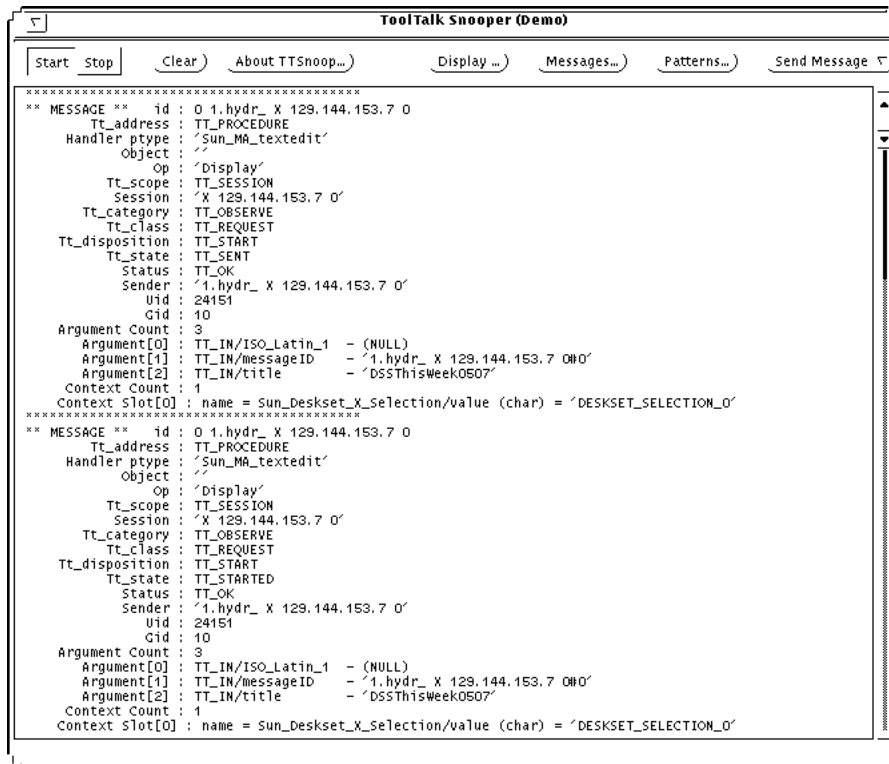 ToolTalk Snooper (Demo)
Start Stop Clear About TTSnoop... Display ... Messages... Patterns... Send Message
******************************************
** MESSAGE ** id : 0 1.hydr_ X 129.144.153.7 0
Tt_address : TT_PROCEDURE
Handler ptype : ´Sun_MA_textedit´
Object : ´´
Op : ´Display´
Tt_scope : TT_SESSION
Session : ´X 129.144.153.7 0´
Tt_category : TT_OBSERVE
Tt_class : TT_REQUEST
Tt_disposition : TT_START
Tt_state : TT_SENT
Status : TT_OK
Sender : ´1.hydr_ X 129.144.153.7 0´
Uid : 24151
Gid : 10
Argument Count : 3
Argument[0] : TT_IN/ISO_Latin_1 - (NULL)
Argument[1] : TT_IN/messageID - ´1.hydr_ X 129.144.153.7 0#0´
Argument[2] : TT_IN/title - ´DSSThisWeek0507´
Context Count : 1
Context Slot[0] : name = Sun_Deskset_X_Selection/value (char) = ´DESKSET_SELECTION_0´
******************************************
** MESSAGE ** id : 0 1.hydr_ X 129.144.153.7 0
Tt_address : TT_PROCEDURE
Handler ptype : ´Sun_MA_textedit´
Object : ´´
Op : ´Display´
Tt_scope : TT_SESSION
Session : ´X 129.144.153.7 0´
Tt_category : TT_OBSERVE
Tt_class : TT_REQUEST
Tt_disposition : TT_START
Tt_state : TT_STARTED
Status : TT_OK
Sender : ´1.hydr_ X 129.144.153.7 0´
Uid : 24151
Gid : 10
Argument Count : 3
Argument[0] : TT_IN/ISO_Latin_1 - (NULL)
Argument[1] : TT_IN/messageID - ´1.hydr_ X 129.144.153.7 0#0´
Argument[2] : TT_IN/title - ´DSSThisWeek0507´
Context Count : 1
Context Slot[0] : name = Sun_Deskset_X_Selection/value (char) = ´DESKSET_SELECTION_0´